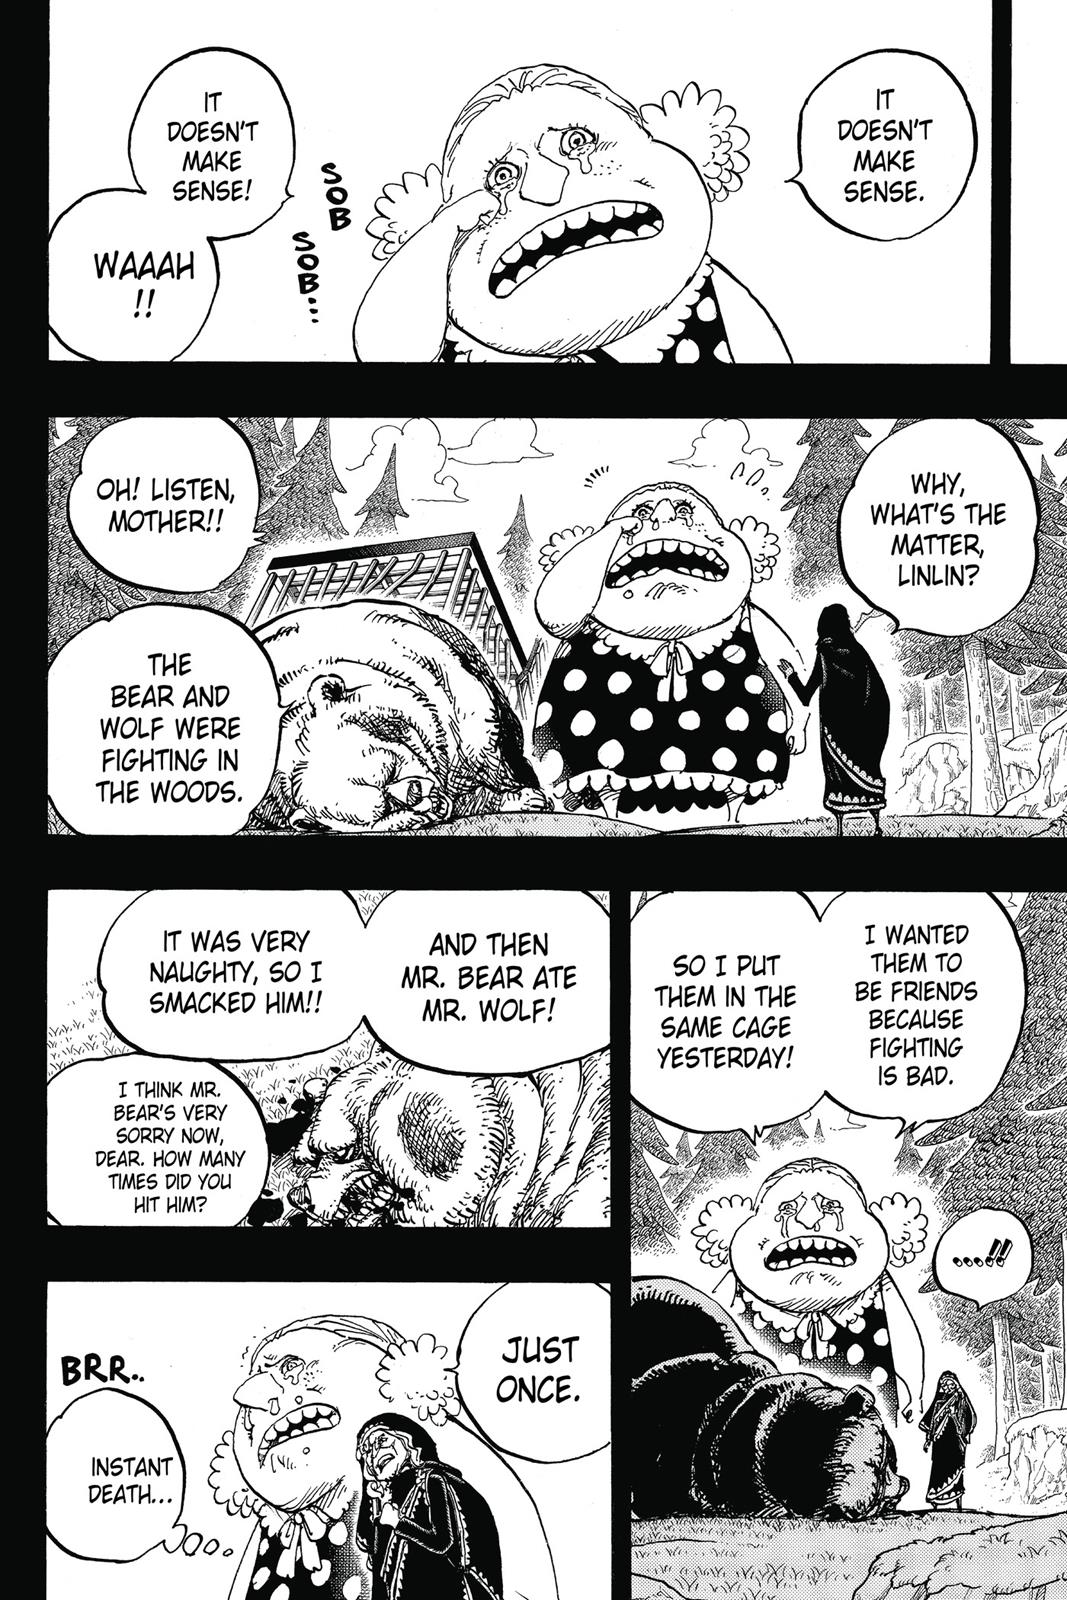 IT
DOESN'T
MAKE
SENSE.
IT
DOESN'T
MAKE
SENSE!
WAAAH
!!
SOB
SOB...
WHY,
WHAT'S THE
MATTER,
LINLIN?
OH! LISTEN,
MOTHER!!
THE
BEAR AND
WOLF WERE
FIGHTING IN
THE WOODS.
I WANTED
THEM TO
BE FRIENDS
BECAUSE
FIGHTING
IS BAD.
SO I PUT
THEM IN THE
SAME CAGE
YESTERDAY!
.....!!
AND THEN
MR. BEAR ATE
MR. WOLF!
IT WAS VERY
NAUGHTY, SO I
SMACKED HIM!!
I THINK MR.
BEAR'S VERY
SORRY NOW,
DEAR. HOW MANY
TIMES DID YOU
HIT HIM?
JUST
ONCE.
BRR..
INSTANT
DEATH...